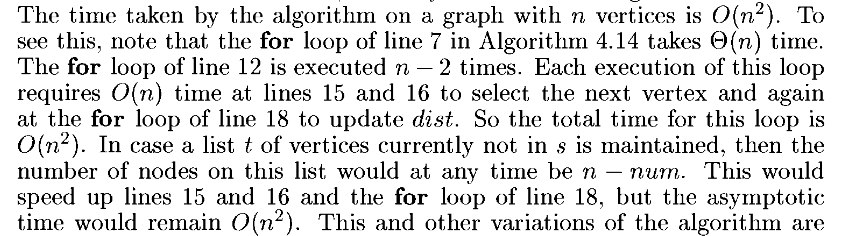 The time taken by the algorithm on a graph with n vertices is O(n²). To
see this, note that the for loop of line 7 in Algorithm 4.14 takes Θ(n) time.
The for loop of line 12 is executed n − 2 times. Each execution of this loop
requires O(n) time at lines 15 and 16 to select the next vertex and again
at the for loop of line 18 to update dist. So the total time for this loop is
O(n²). In case a list t of vertices currently not in s is maintained, then the
number of nodes on this list would at any time be n − num. This would
speed up lines 15 and 16 and the for loop of line 18, but the asymptotic
time would remain O(n²). This and other variations of the algorithm are